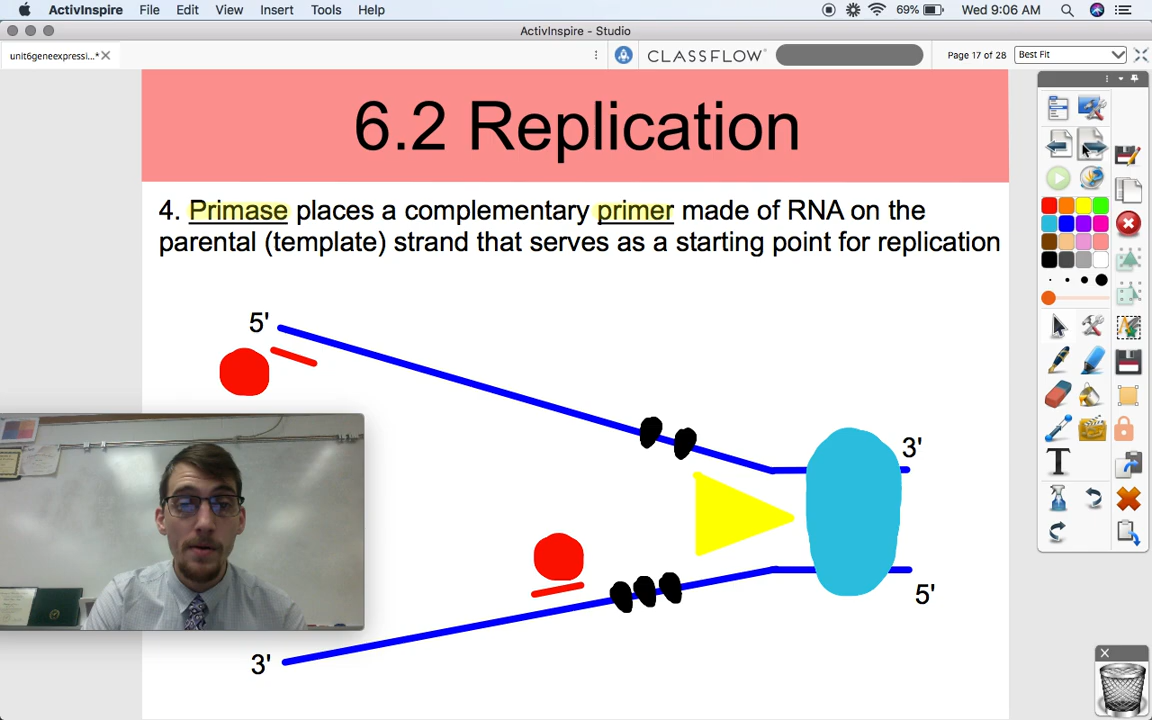 ActivInspire File Edit View Insert Tools Help 69% Wed 9:06 AM
ActivInspire - Studio
unit6geneexpressi...* CLASSFLOW Page 17 of 28 Best Fit
6.2 Replication
4. Primase places a complementary primer made of RNA on the
parental (template) strand that serves as a starting point for replication
5'
3'
5'
3'
T